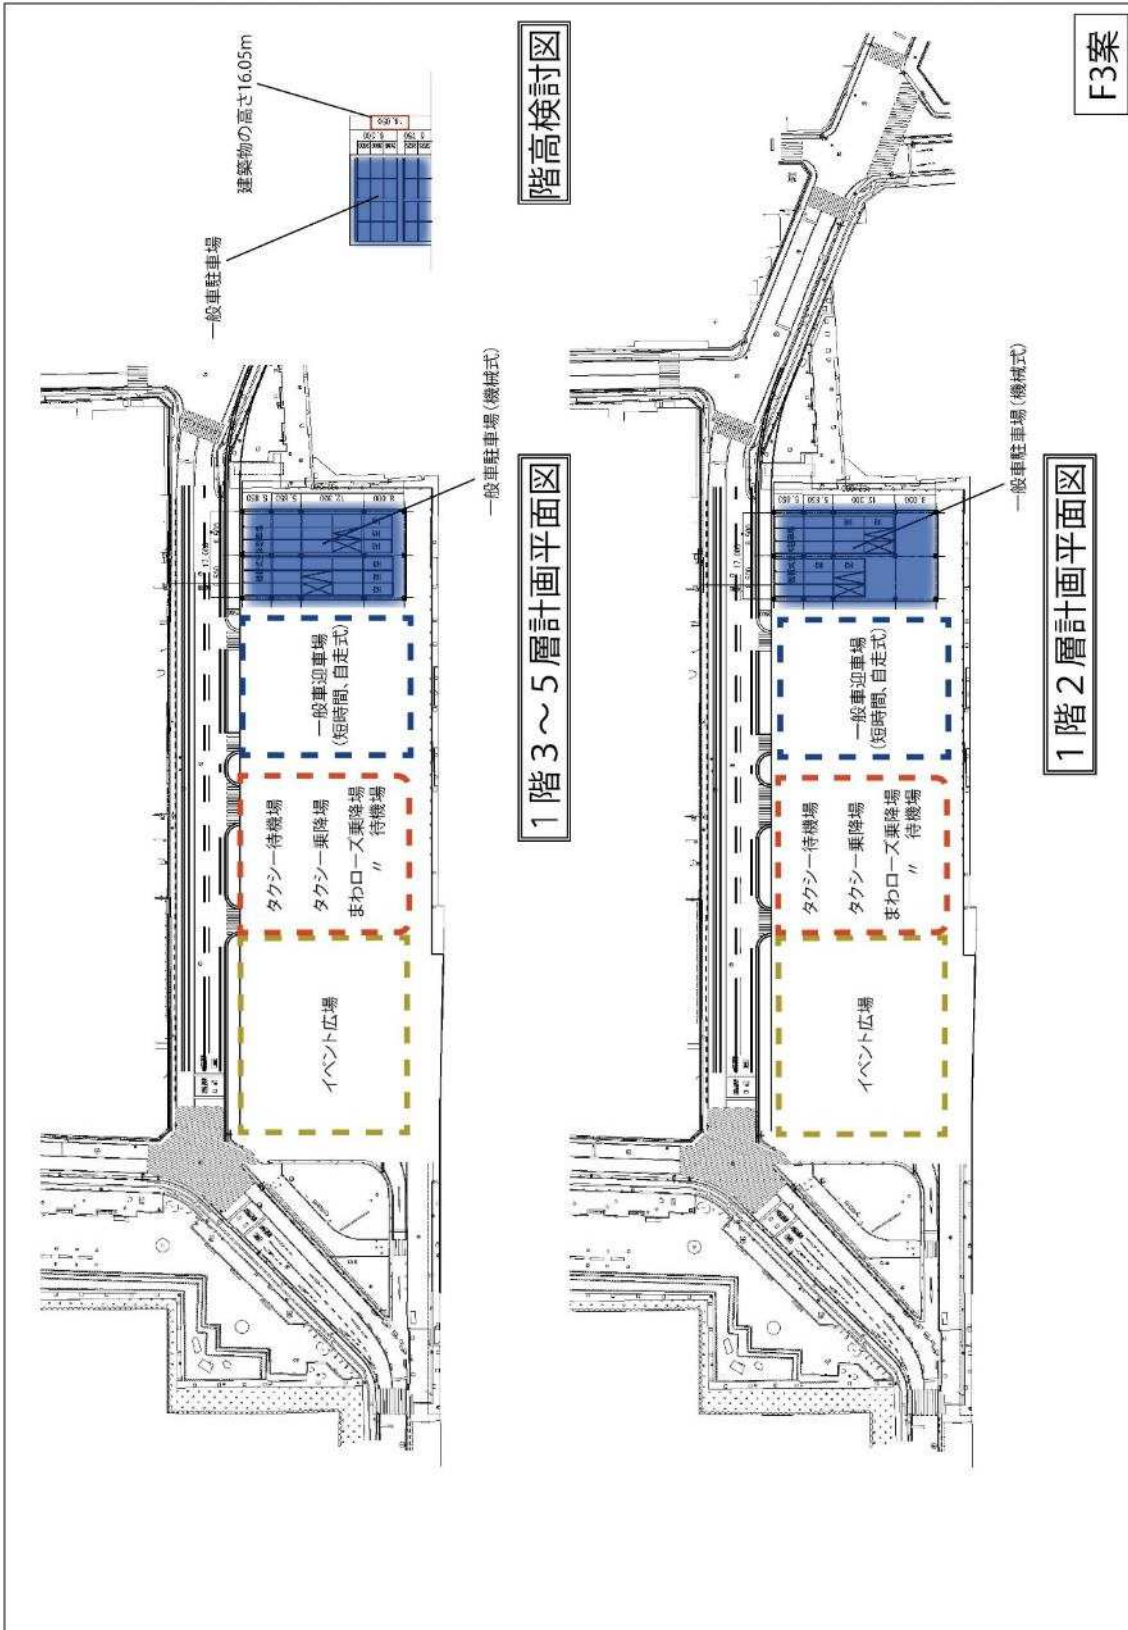 F3案
建築物の高さ16.05m
一般車駐車場
階高検討図
一般車駐車場(機械式)
一般車迎車場
(短時間、自走式)
タクシー待機場
タクシー乗降場
まわローズ乗降場
〃 待機場
イベント広場
1階3～5層計画平面図
一般車駐車場(機械式)
一般車迎車場
(短時間、自走式)
タクシー待機場
タクシー乗降場
まわローズ乗降場
〃 待機場
イベント広場
1階2層計画平面図